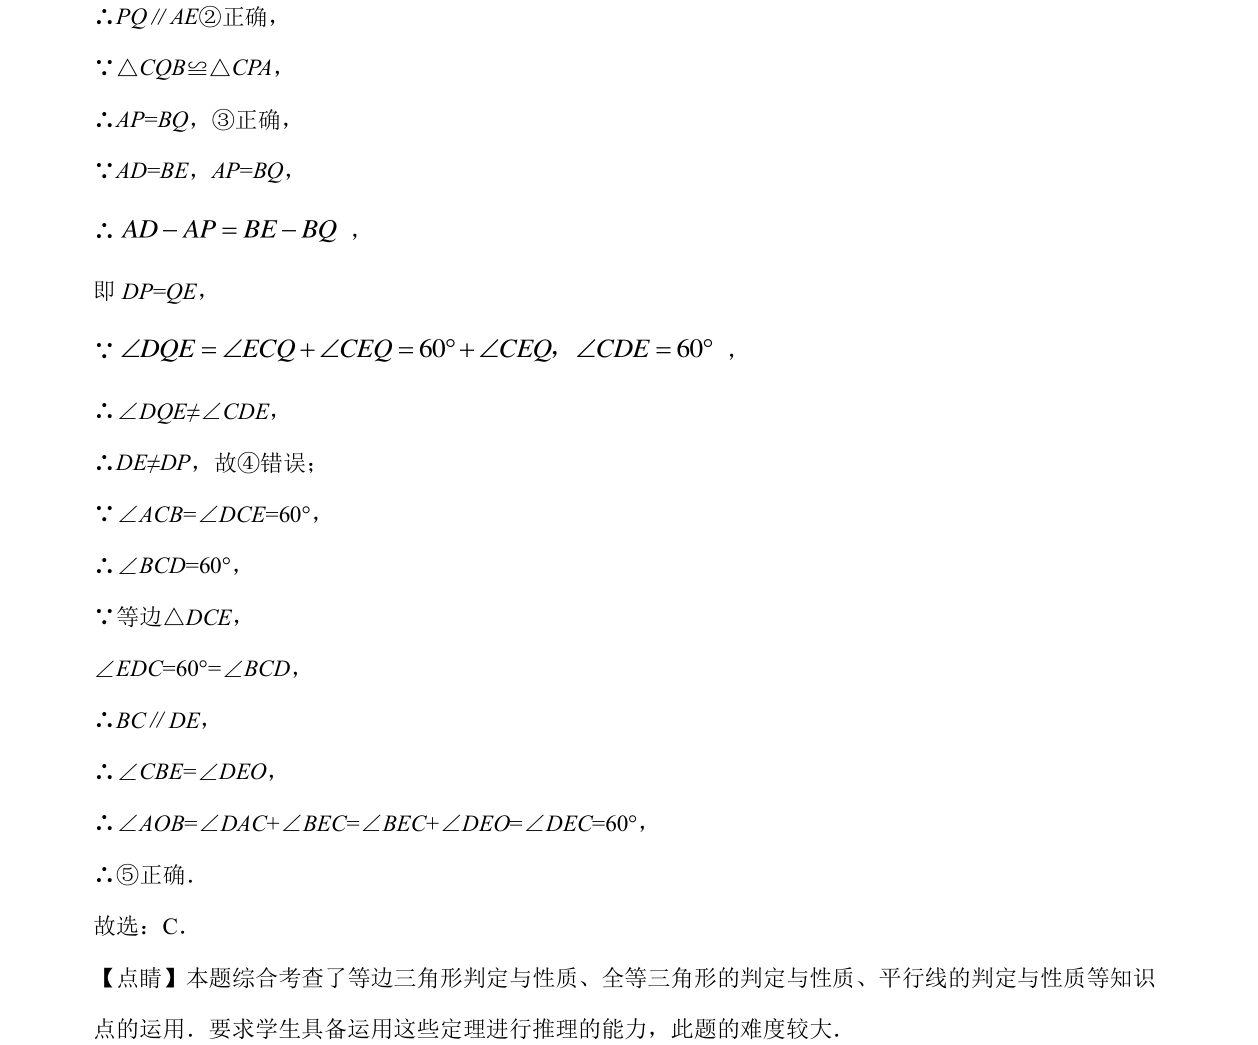 ∴PQ∥AE②正确，
∵△CQB≌△CPA，
∴AP=BQ，③正确，
∵AD=BE，AP=BQ，
∴ AD－AP＝BE－BQ ，
即 DP=QE，
∵ ∠DQE＝∠ECQ＋∠CEQ＝60°＋∠CEQ，∠CDE＝60° ，
∴∠DQE≠∠CDE，
∴DE≠DP，故④错误；
∵∠ACB=∠DCE=60°，
∴∠BCD=60°，
∵等边△DCE，
∠EDC=60°=∠BCD，
∴BC∥DE，
∴∠CBE=∠DEO，
∴∠AOB=∠DAC+∠BEC=∠BEC+∠DEO=∠DEC=60°，
∴⑤正确．
故选：C．
【点睛】本题综合考查了等边三角形判定与性质、全等三角形的判定与性质、平行线的判定与性质等知识
点的运用．要求学生具备运用这些定理进行推理的能力，此题的难度较大．